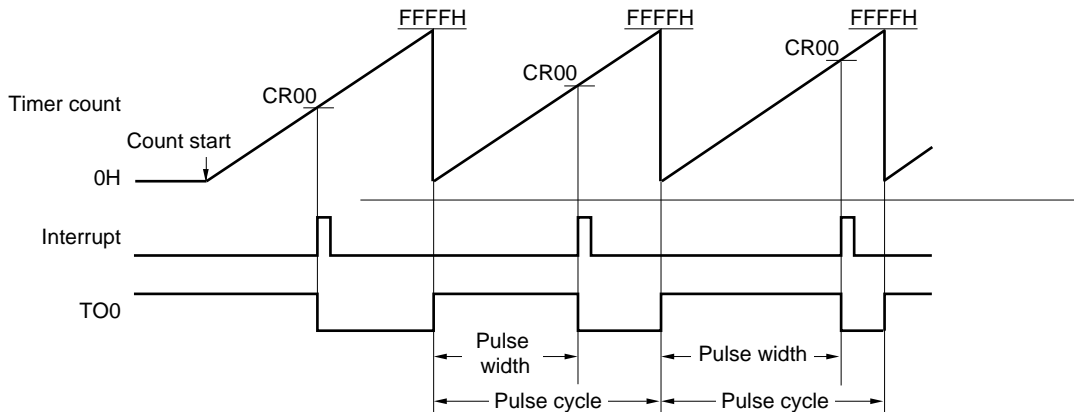 FFFFH FFFFH FFFFH
CR00
CR00
CR00
Timer count
Count start
0H
Interrupt
TO0
Pulse
width
Pulse width
Pulse cycle Pulse cycle